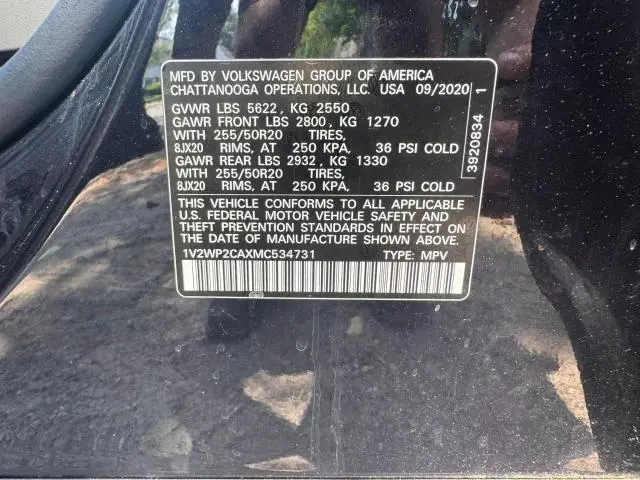 MFD BY VOLKSWAGEN GROUP OF AMERICA
CHATTANOOGA OPERATIONS, LLC. USA 09/2020
GVWR LBS 5622, KG 2550
GAWR FRONT LBS 2800, KG 1270
WITH 255/50R20 TIRES,
8JX20 RIMS, AT 250 KPA, 36 PSI COLD
GAWR REAR LBS 2932, KG 1330
WITH 255/50R20 TIRES,
8JX20 RIMS, AT 250 KPA, 36 PSI COLD
THIS VEHICLE CONFORMS TO ALL APPLICABLE
U.S. FEDERAL MOTOR VEHICLE SAFETY AND
THEFT PREVENTION STANDARDS IN EFFECT ON
THE DATE OF MANUFACTURE SHOWN ABOVE.
1V2WP2CAXMC534731 TYPE: MPV
3920834 1